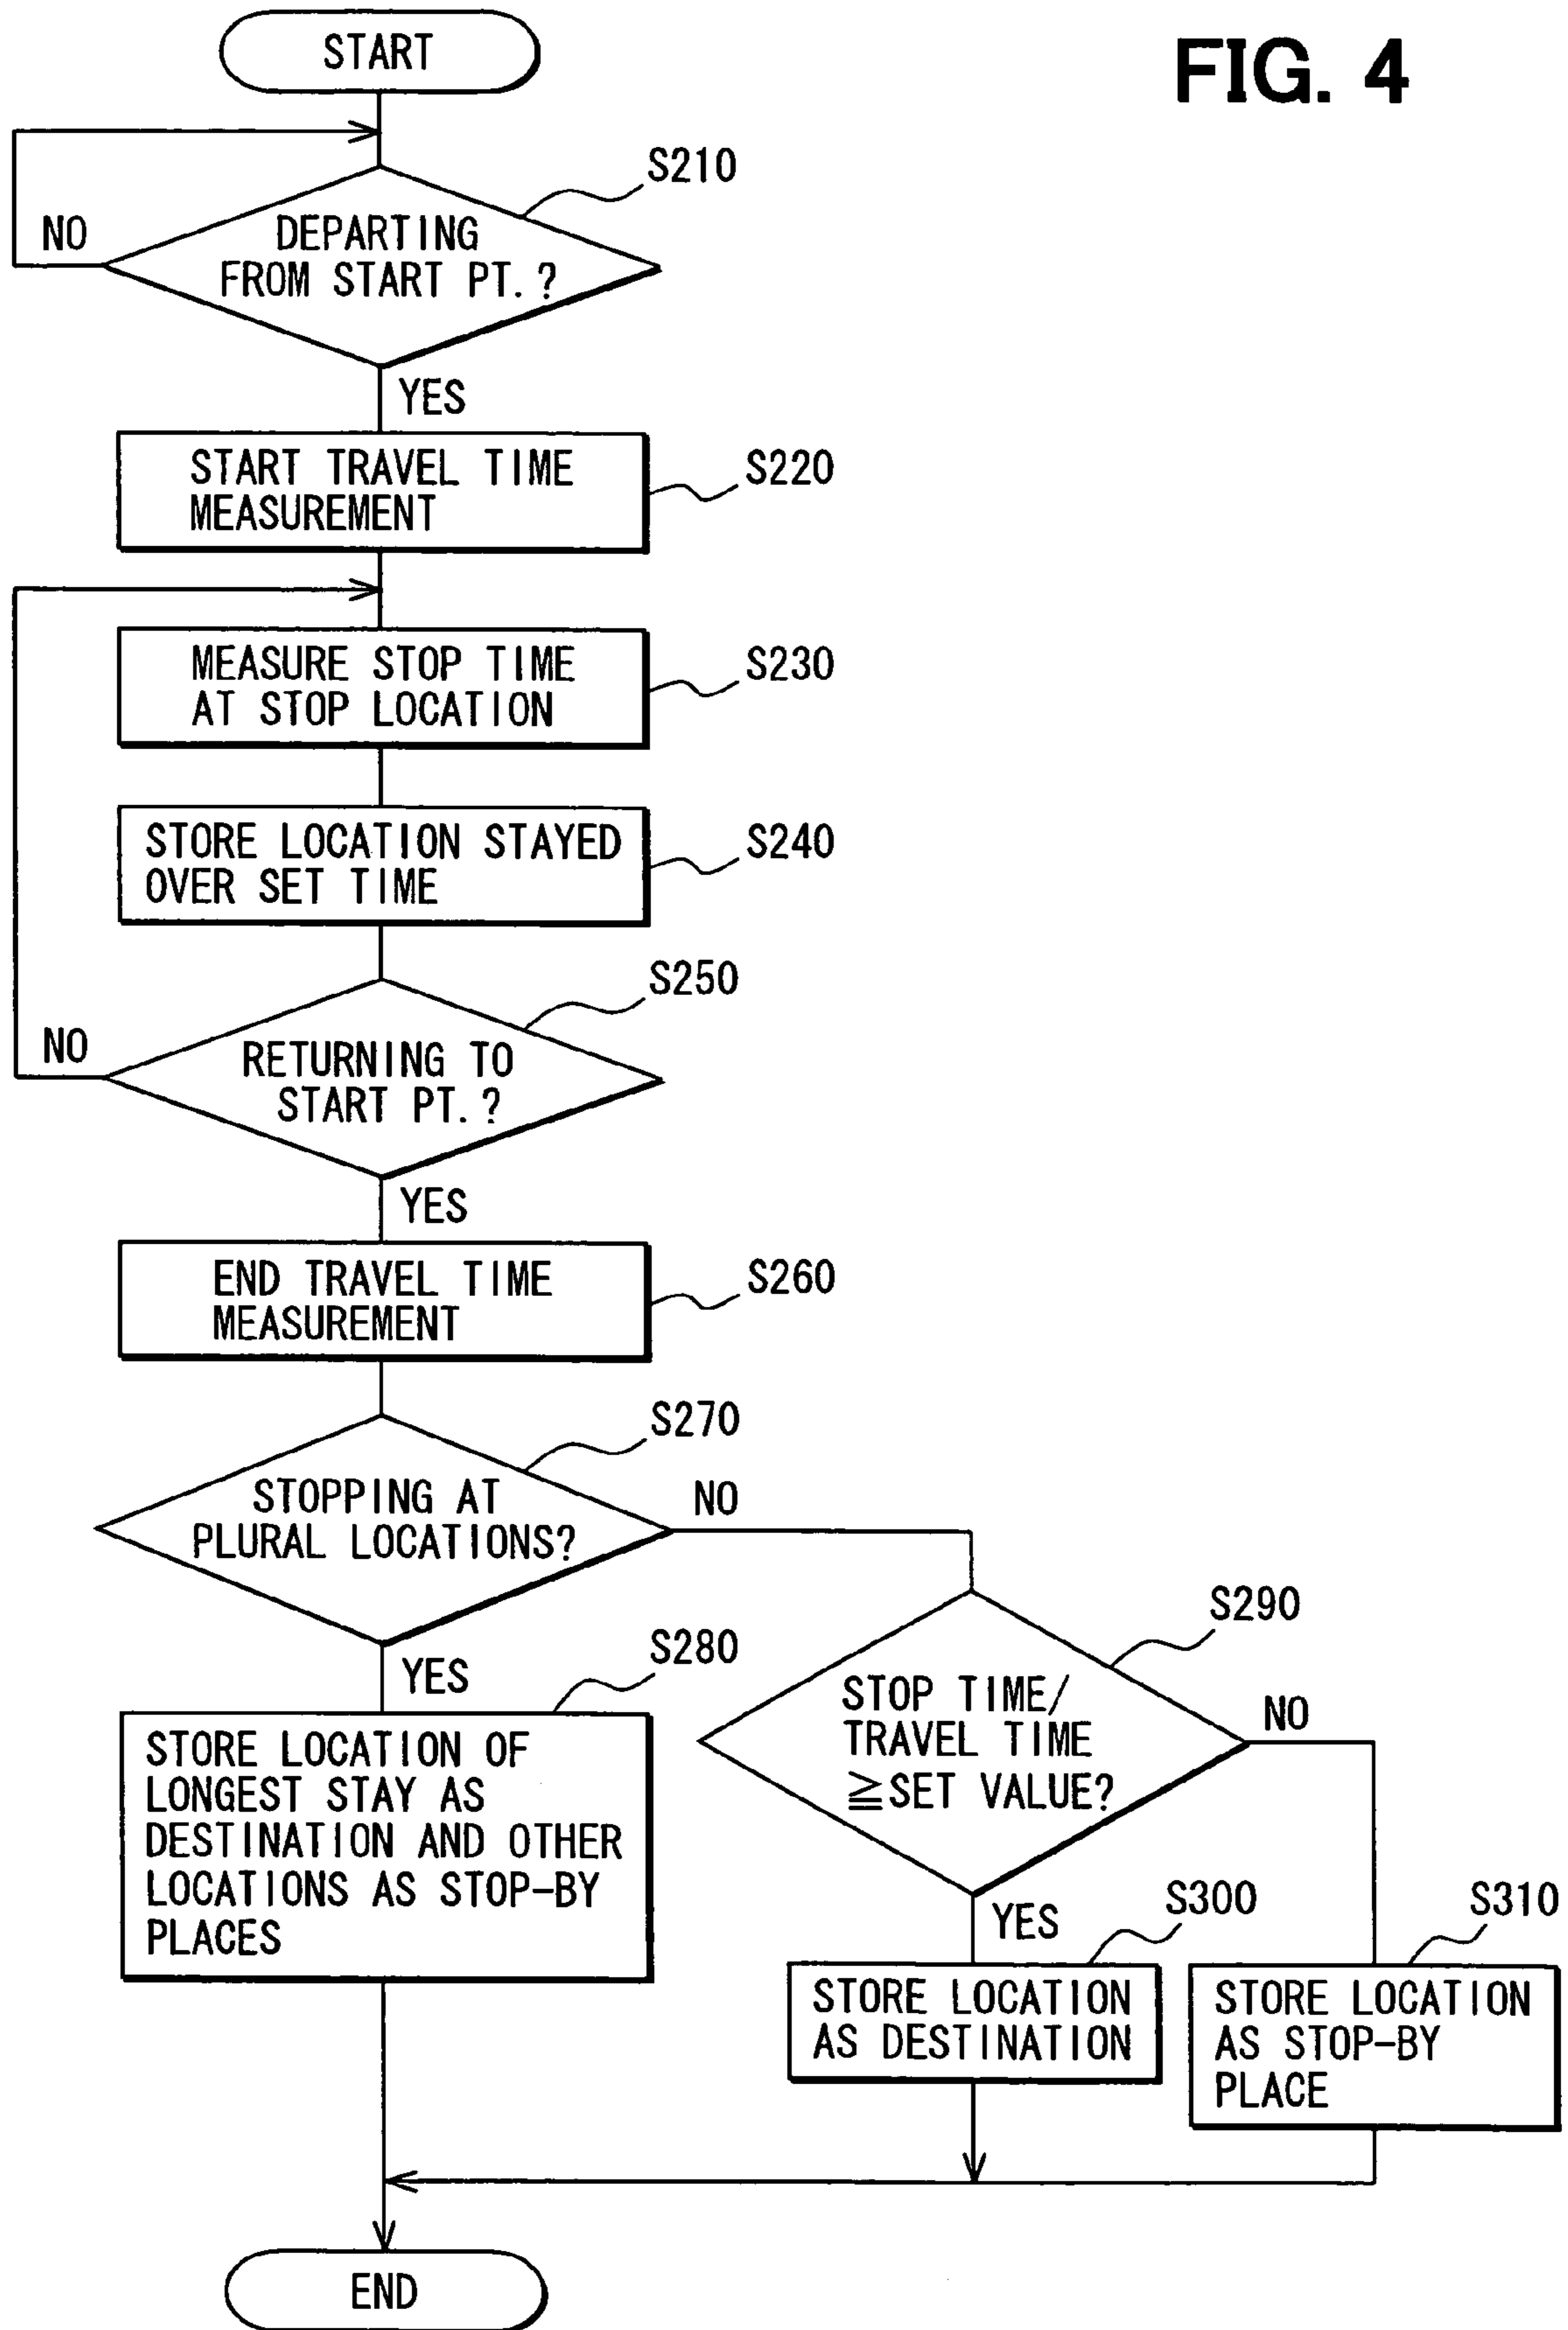 FIG. 4
START
S210
NO
DEPARTING
FROM START PT.?
YES
START TRAVEL TIME
MEASUREMENT
S220
MEASURE STOP TIME
AT STOP LOCATION
S230
STORE LOCATION STAYED
OVER SET TIME
S240
S250
NO
RETURNING TO
START PT.?
YES
END TRAVEL TIME
MEASUREMENT
S260
S270
STOPPING AT
PLURAL LOCATIONS?
NO
YES
S280
STORE LOCATION OF
LONGEST STAY AS
DESTINATION AND OTHER
LOCATIONS AS STOP-BY
PLACES
S290
STOP TIME/
TRAVEL TIME
≧SET VALUE?
NO
YES
S300
STORE LOCATION
AS DESTINATION
S310
STORE LOCATION
AS STOP-BY
PLACE
END